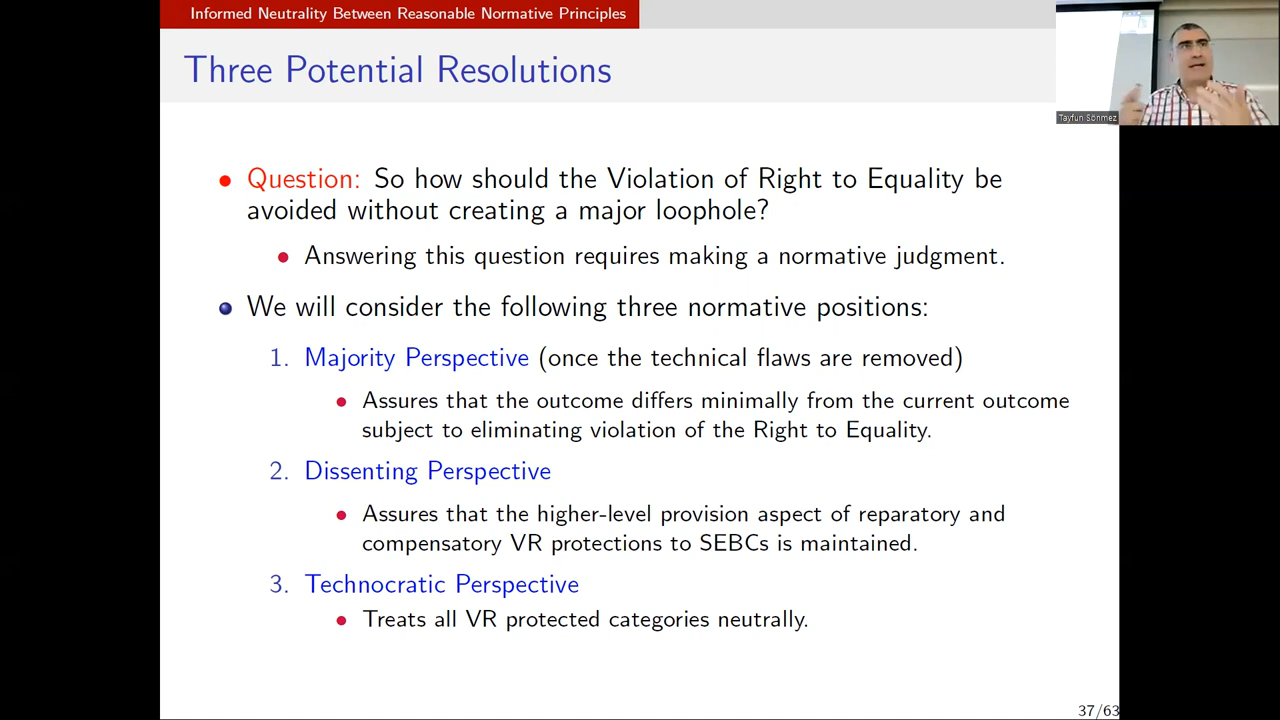 Informed Neutrality Between Reasonable Normative Principles
Three Potential Resolutions
Tayfun Sönmez
Question: So how should the Violation of Right to Equality be
avoided without creating a major loophole?
Answering this question requires making a normative judgment.
We will consider the following three normative positions:
1. Majority Perspective (once the technical flaws are removed)
Assures that the outcome differs minimally from the current outcome
subject to eliminating violation of the Right to Equality.
2. Dissenting Perspective
Assures that the higher-level provision aspect of reparatory and
compensatory VR protections to SEBCs is maintained.
3. Technocratic Perspective
Treats all VR protected categories neutrally.
37/63